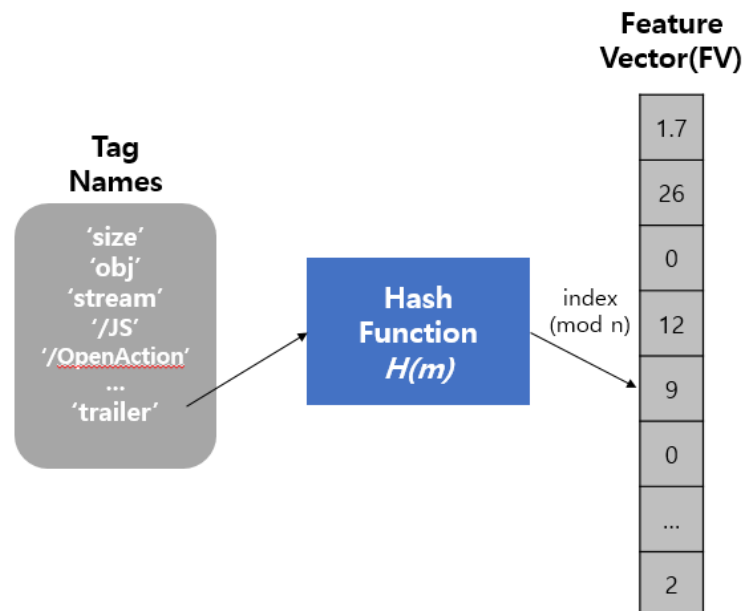 Feature
Vector(FV)
Tag
Names
‘size’
‘obj’
‘stream’
‘/JS’
‘/OpenAction’
...
‘trailer’
Hash
Function
H(m)
index
(mod n)
1.7
26
0
12
9
0
...
2